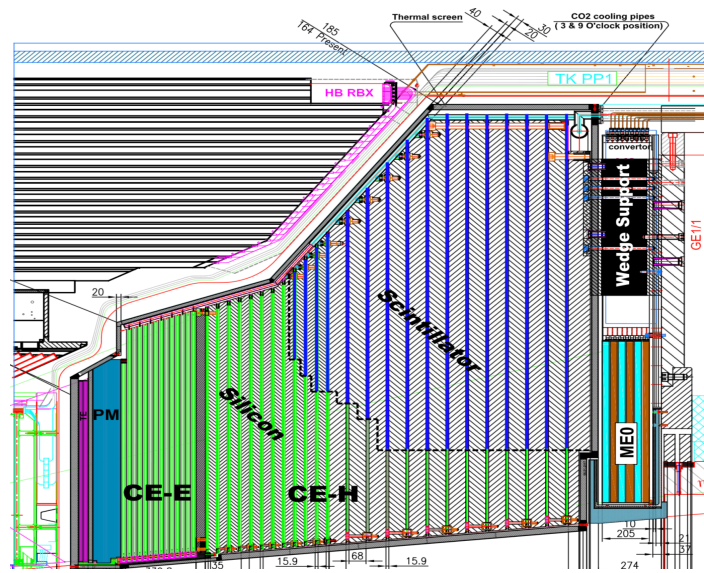 185
164 Present
40
Thermal screen
30
20
CO2 cooling pipes
( 3 & 9 O'clock position)
HB RBX
TK PP1
convertor
Wedge Support
GE1/1
20
Scintillator
Silicon
TE
PM
CE-E
CE-H
ME0
10
205
21
37
35
15.9
68
15.9
274